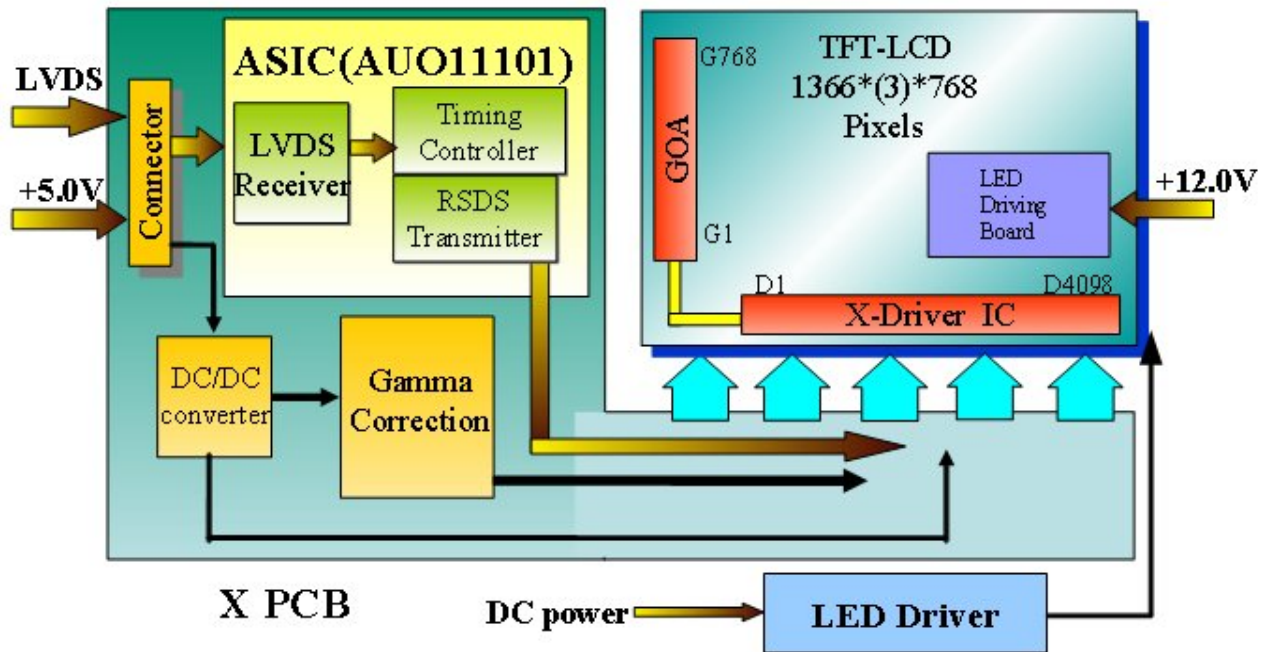 LVDS
+5.0V
Connector
ASIC(AUO11101)
LVDS
Receiver
Timing
Controller
RSDS
Transmitter
DC/DC
converter
Gamma
Correction
X PCB
TFT-LCD
1366*(3)*768
Pixels
G768
GOA
G1
LED
Driving
Board
+12.0V
D1
D4098
X-Driver IC
DC power
LED Driver